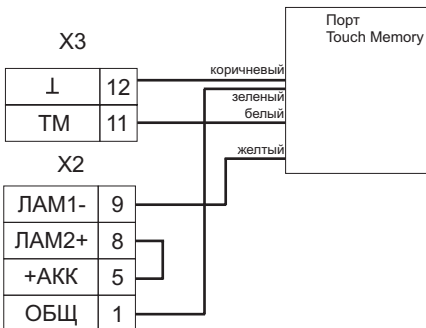 Порт
Touch Memory
X3
коричневый
⊥ 12
зеленый
белый
ТМ 11
желтый
X2
ЛАМ1- 9
ЛАМ2+ 8
+АКК 5
ОБЩ 1